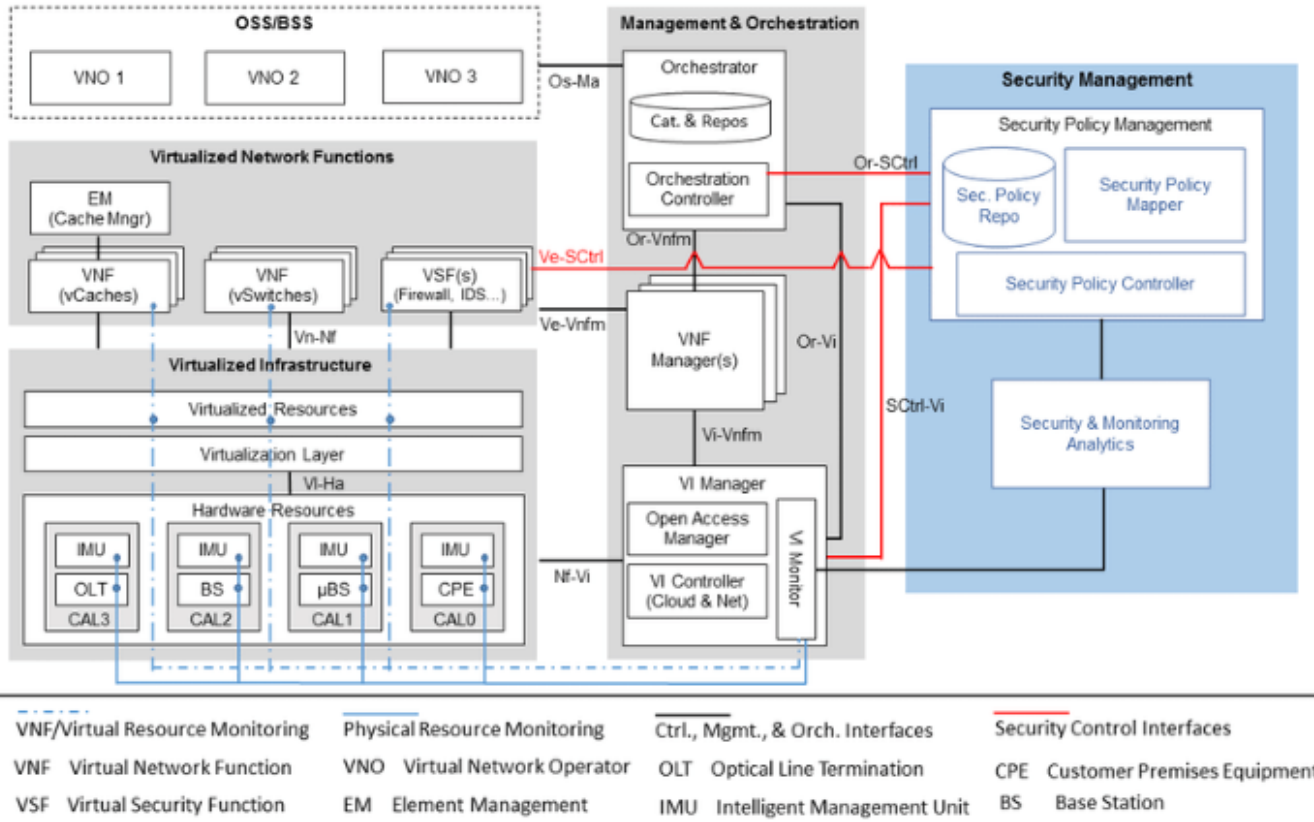 OSS/BSS
VNO 1
VNO 2
VNO 3
Os-Ma
Management & Orchestration
Orchestrator
Cat. & Repos
Orchestration
Controller
Or-Vnfm
Security Management
Security Policy Management
Or-SCtrl
Sec. Policy
Repo
Security Policy
Mapper
Security Policy Controller
Virtualized Network Functions
EM
(Cache Mngr)
VNF
(vCaches)
VNF
(vSwitches)
VSF(s)
(Firewall, IDS...)
Ve-SCtrl
Ve-Vnfm
Vn-Nf
VNF
Manager(s)
Or-Vi
SCtrl-Vi
Security & Monitoring
Analytics
Virtualized Infrastructure
Virtualized Resources
Virtualization Layer
VI-Ha
Hardware Resources
IMU
OLT
CAL3
IMU
BS
CAL2
IMU
µBS
CAL1
IMU
CPE
CAL0
Nf-Vi
Vi-Vnfm
VI Manager
Open Access
Manager
VI Controller
(Cloud & Net)
VI Monitor
VNF/Virtual Resource Monitoring
Physical Resource Monitoring
Ctrl., Mgmt., & Orch. Interfaces
Security Control Interfaces
VNF Virtual Network Function
VNO Virtual Network Operator
OLT Optical Line Termination
CPE Customer Premises Equipment
VSF Virtual Security Function
EM Element Management
IMU Intelligent Management Unit
BS Base Station